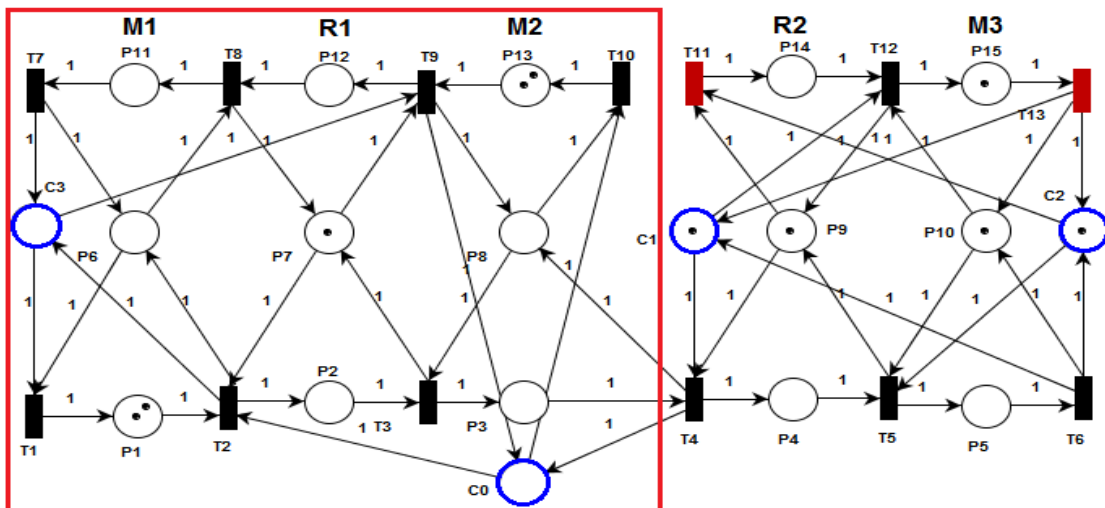 M1 R1 M2 R2 M3
T7 P11 T8 P12 T9 P13 T10 T11 P14 T12 P15
1 1 1 1 1 1 1 1 1 1
T13
1 1 1 1 1 1 1 1 1 1 1 1
C3 C2
P6 P7 P8 C1 P9 P10
1 1
1 1 1 1 1 1 1 1 1 1 1 1
P2
1 1 1 1 1 1 1 1 1
T3 1 P3 1
T1 P1 T2 T4 P4 T5 P5 T6
C0